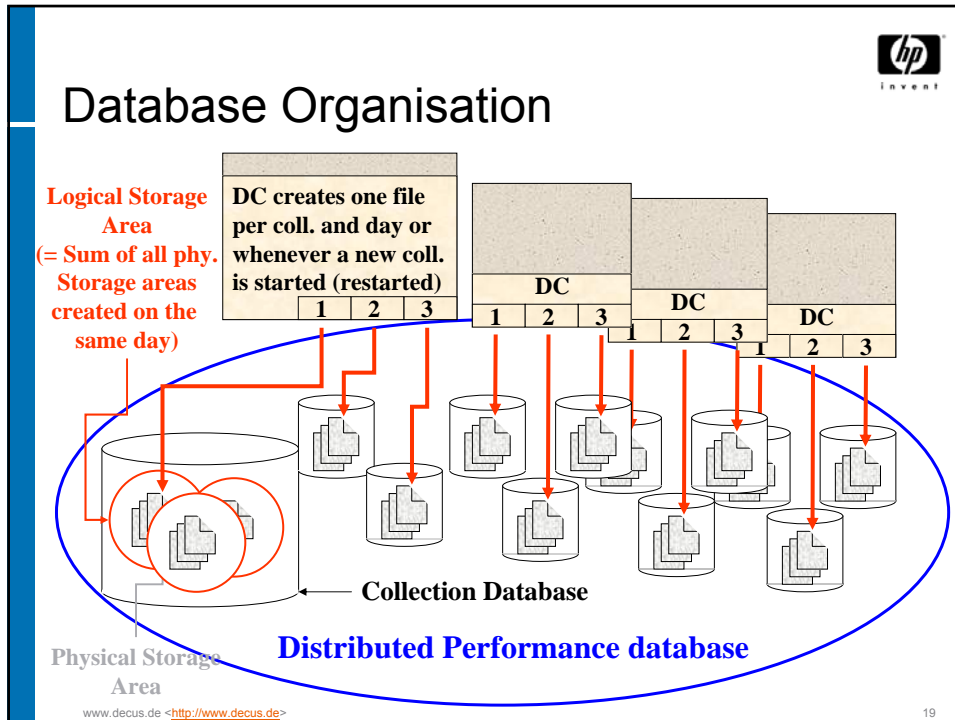 hp
invent
Database Organisation
Logical Storage
Area
(= Sum of all phy.
Storage areas
created on the
same day)
DC creates one file
per coll. and day or
whenever a new coll.
is started (restarted)
1 2 3
DC
1 2 3
DC
1 2 3
DC
1 2 3
Collection Database
Distributed Performance database
Physical Storage
Area
www.decus.de <http://www.decus.de>
19